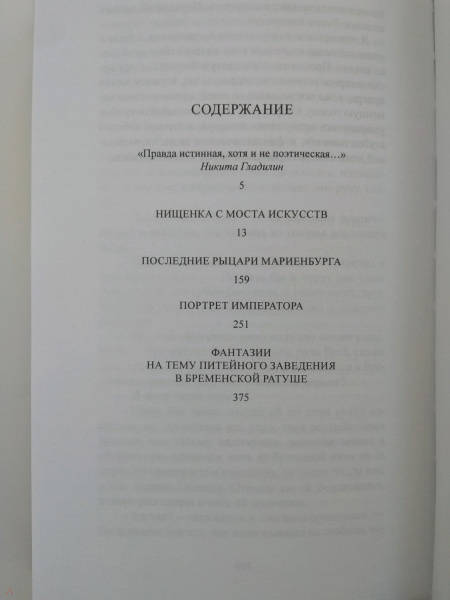 СОДЕРЖАНИЕ
«Правда истинная, хотя и не поэтическая…»
Никита Гладилин
5
НИЩЕНКА С МОСТА ИСКУССТВ
13
ПОСЛЕДНИЕ РЫЦАРИ МАРИЕНБУРГА
159
ПОРТРЕТ ИМПЕРАТОРА
251
ФАНТАЗИИ
НА ТЕМУ ПИТЕЙНОГО ЗАВЕДЕНИЯ
В БРЕМЕНСКОЙ РАТУШЕ
375